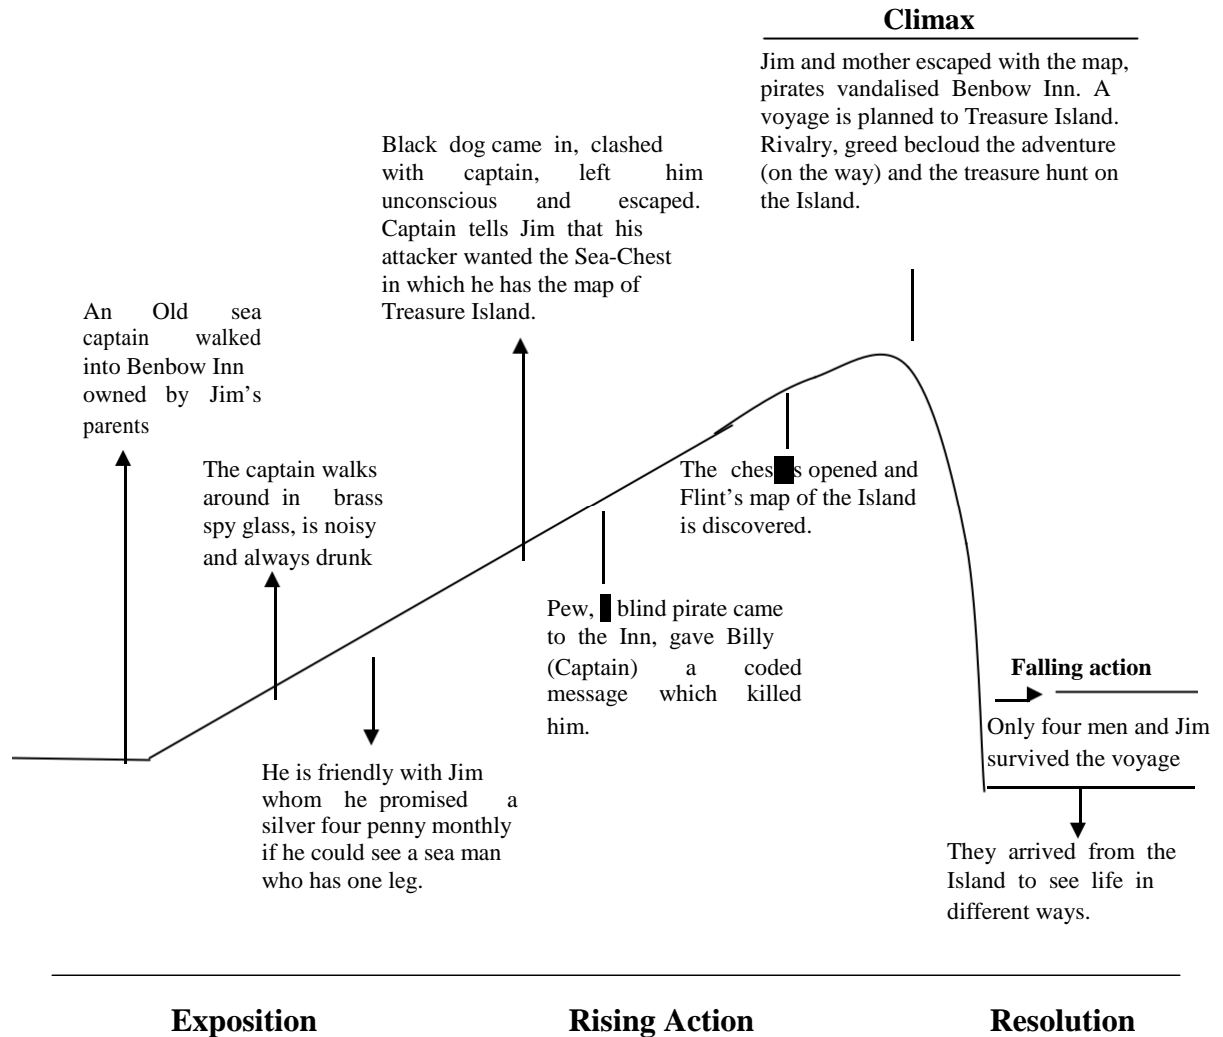 Climax
Jim and mother escaped with the map,
pirates vandalised Benbow Inn. A
voyage is planned to Treasure Island.
Rivalry, greed becloud the adventure
(on the way) and the treasure hunt on
the Island.
Black dog came in, clashed
with captain, left him
unconscious and escaped.
Captain tells Jim that his
attacker wanted the Sea-Chest
in which he has the map of
Treasure Island.
An Old sea
captain walked
into Benbow Inn
owned by Jim's
parents
The captain walks
around in brass
spy glass, is noisy
and always drunk
The opened and
Flint's map of the Island
is discovered.
Pew, blind pirate came
to the Inn, gave Billy
(Captain) a coded
message which killed
him.
He is friendly with Jim
whom he promised a
silver four penny monthly
if he could see a sea man
who has one leg.
Falling action
Only four men and Jim
survived the voyage
They arrived from the
Island to see life in
different ways.
Exposition Rising Action Resolution